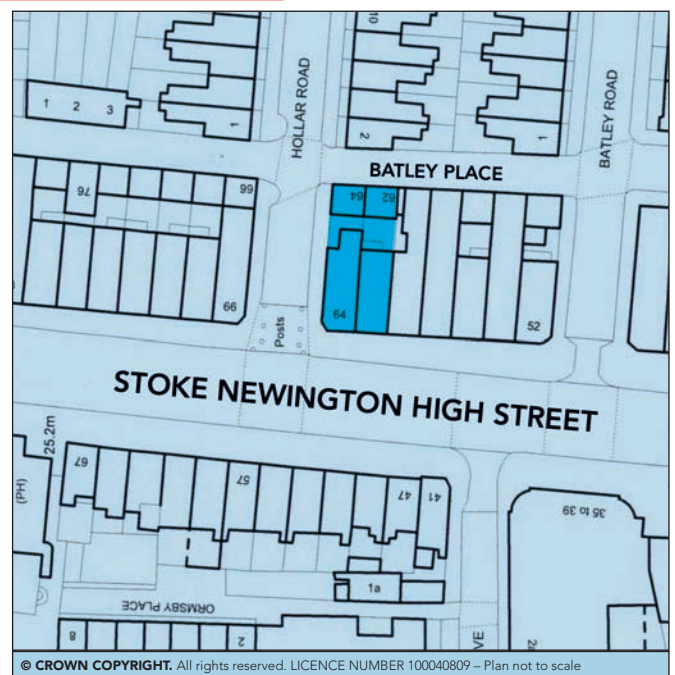 10
HOLLAR ROAD
BATLEY ROAD
1 2 3
1
2
1
BATLEY PLACE
76
66
64
62
66
64
52
Posts
STOKE NEWINGTON HIGH STREET
25.2m
(PH)
67
57
47
41
35 to 39
1a
ORMSBY PLACE
8
2
VE
© CROWN COPYRIGHT. All rights reserved. LICENCE NUMBER 100040809 – Plan not to scale